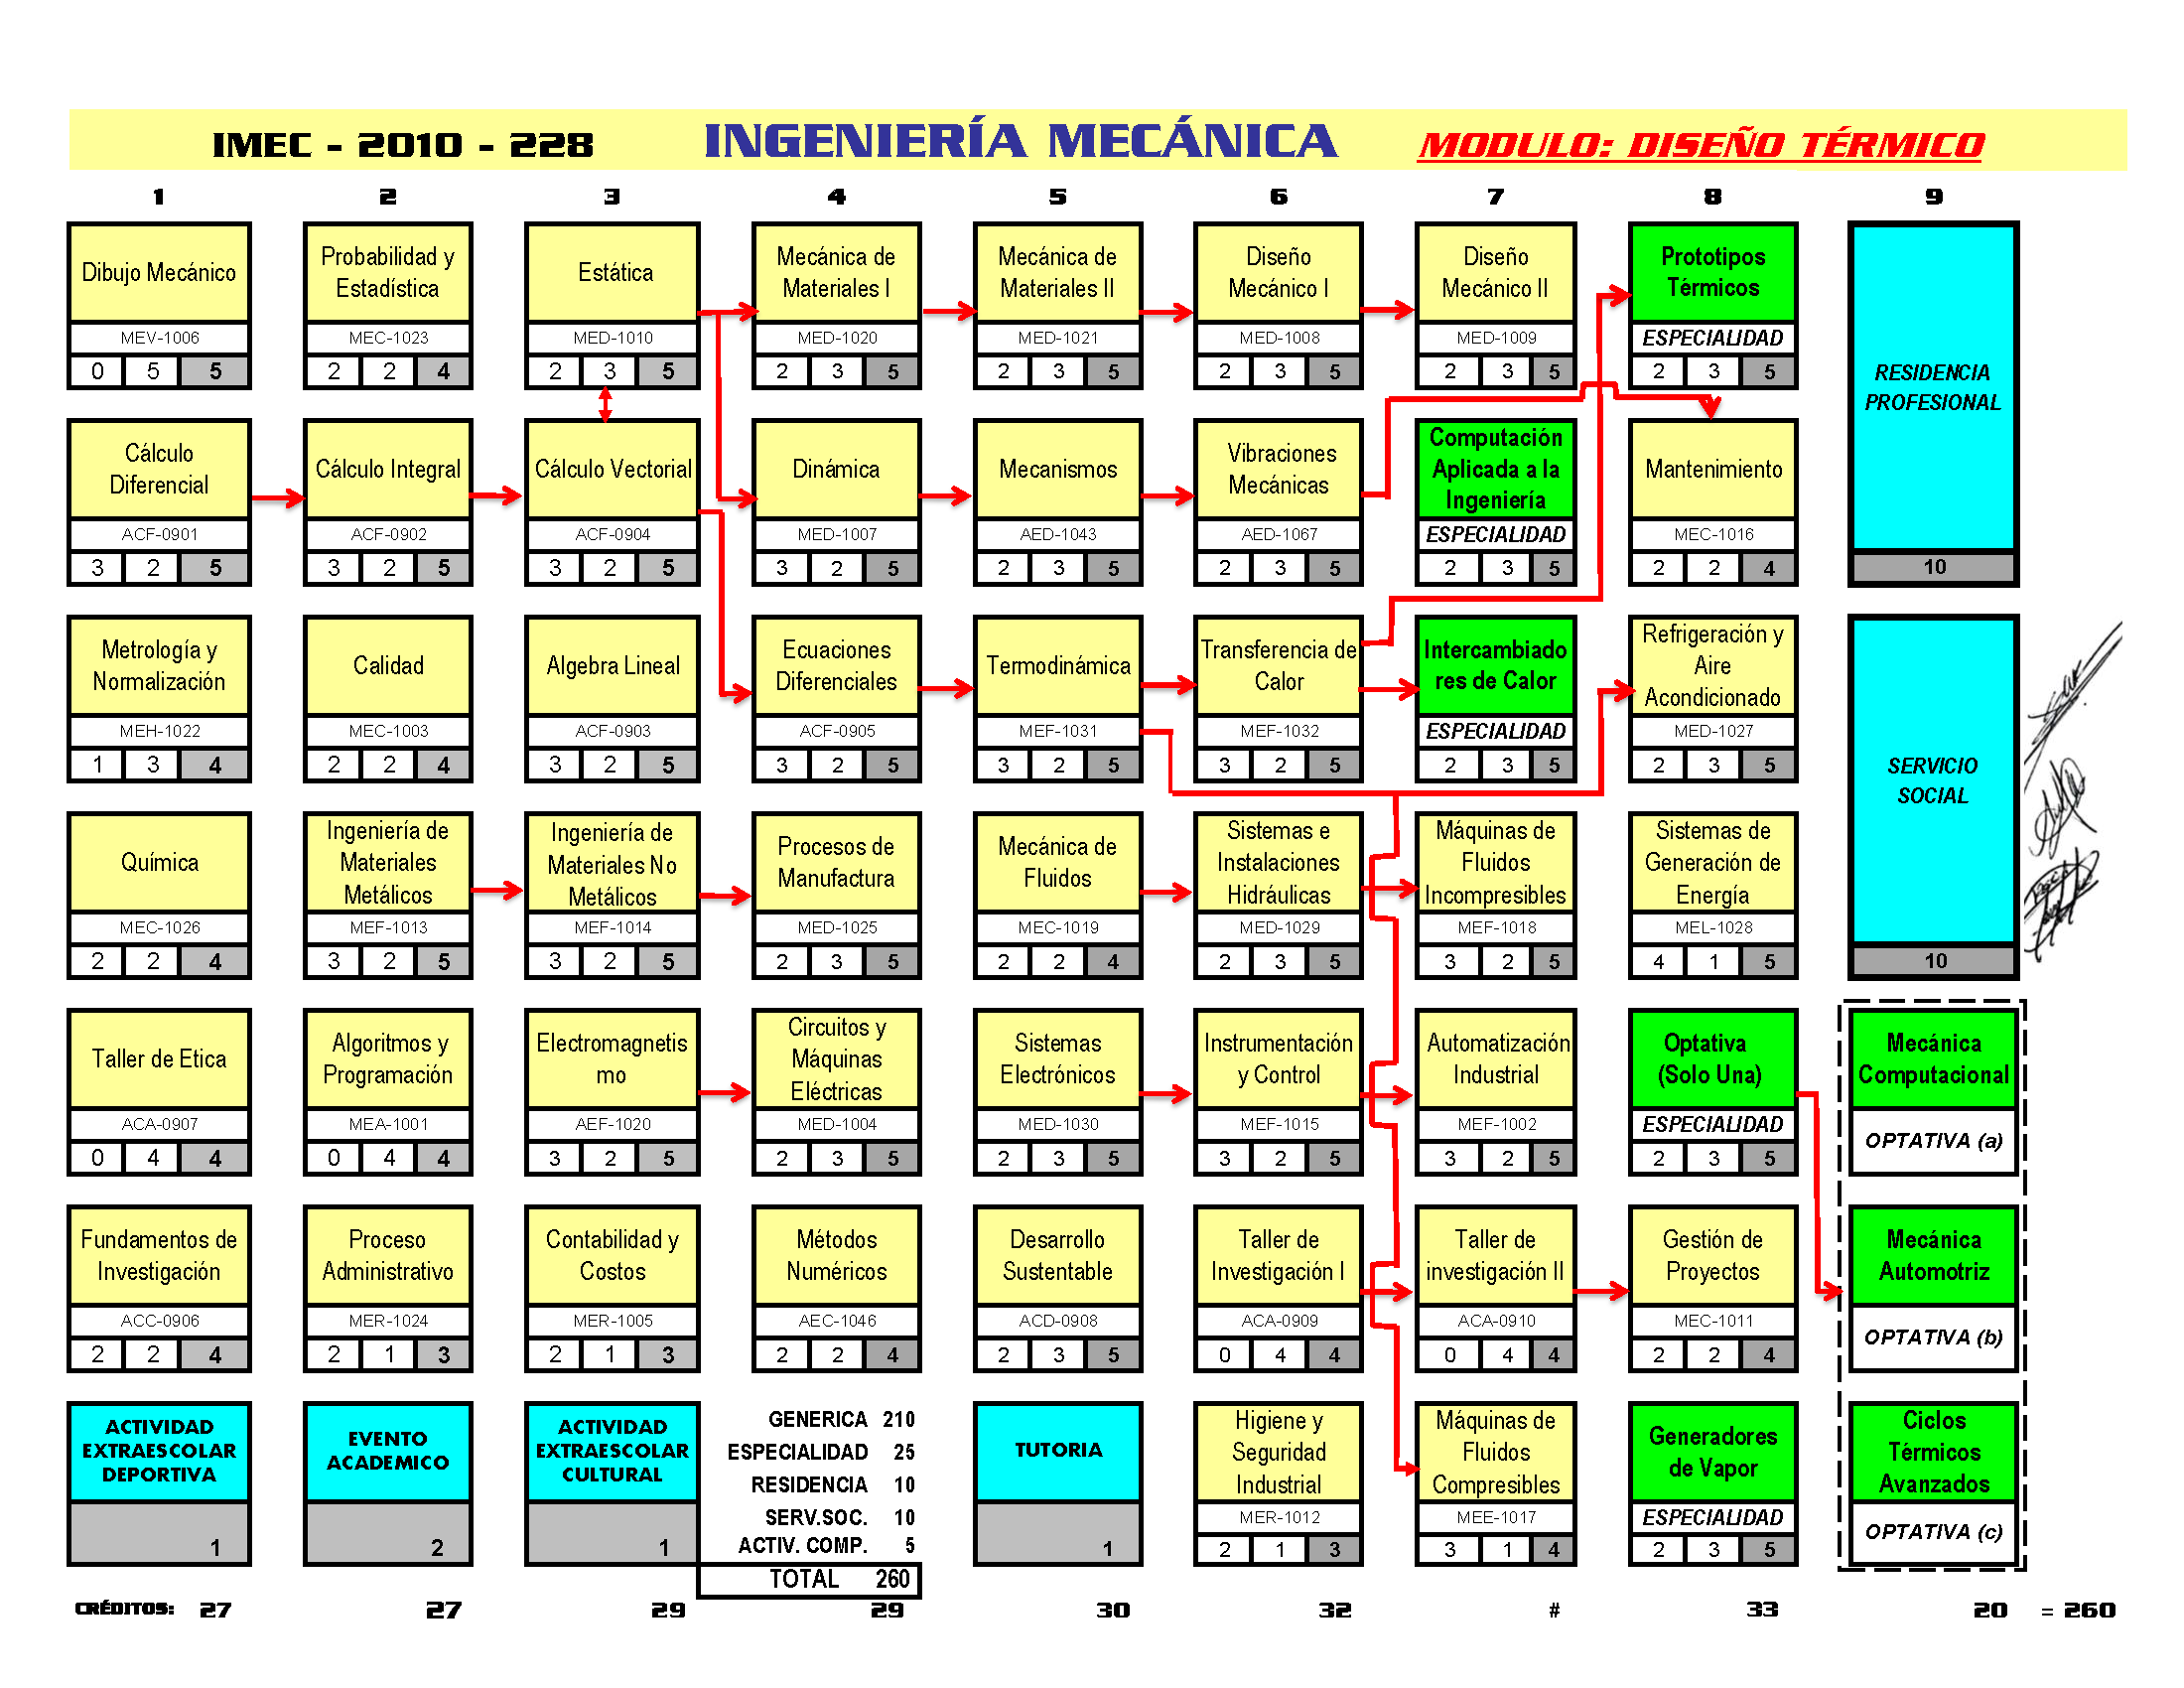 IMEC - 2010 - 228 INGENIERÍA MECÁNICA MODULO: DISEÑO TÉRMICO
1 2 3 4 5 6 7 8 9
Dibujo Mecánico
MEV-1006
0 5 5
Probabilidad y
Estadística
MEC-1023
2 2 4
Estática
MED-1010
2 3 5
Mecánica de
Materiales I
MED-1020
2 3 5
Mecánica de
Materiales II
MED-1021
2 3 5
Diseño
Mecánico I
MED-1008
2 3 5
Diseño
Mecánico II
MED-1009
2 3 5
Prototipos
Térmicos
ESPECIALIDAD
2 3 5
RESIDENCIA
PROFESIONAL
10
Cálculo
Diferencial
ACF-0901
3 2 5
Cálculo Integral
ACF-0902
3 2 5
Cálculo Vectorial
ACF-0904
3 2 5
Dinámica
MED-1007
3 2 5
Mecanismos
AED-1043
2 3 5
Vibraciones
Mecánicas
AED-1067
2 3 5
Computación
Aplicada a la
Ingeniería
ESPECIALIDAD
2 3 5
Mantenimiento
MEC-1016
2 2 4
Metrología y
Normalización
MEH-1022
1 3 4
Calidad
MEC-1003
2 2 4
Algebra Lineal
ACF-0903
3 2 5
Ecuaciones
Diferenciales
ACF-0905
3 2 5
Termodinámica
MEF-1031
3 2 5
Transferencia de
Calor
MEF-1032
3 2 5
Intercambiado
res de Calor
ESPECIALIDAD
2 3 5
Refrigeración y
Aire
Acondicionado
MED-1027
2 3 5
SERVICIO
SOCIAL
10
Química
MEC-1026
2 2 4
Ingeniería de
Materiales
Metálicos
MEF-1013
3 2 5
Ingeniería de
Materiales No
Metálicos
MEF-1014
3 2 5
Procesos de
Manufactura
MED-1025
2 3 5
Mecánica de
Fluidos
MEC-1019
2 2 4
Sistemas e
Instalaciones
Hidráulicas
MED-1029
2 3 5
Máquinas de
Fluidos
Incompresibles
MEF-1018
3 2 5
Sistemas de
Generación de
Energía
MEL-1028
4 1 5
Taller de Etica
ACA-0907
0 4 4
Algoritmos y
Programación
MEA-1001
0 4 4
Electromagnetis
mo
AEF-1020
3 2 5
Circuitos y
Máquinas
Eléctricas
MED-1004
2 3 5
Sistemas
Electrónicos
MED-1030
2 3 5
Instrumentación
y Control
MEF-1015
3 2 5
Automatización
Industrial
MEF-1002
3 2 5
Optativa
(Solo Una)
ESPECIALIDAD
2 3 5
Mecánica
Computacional
OPTATIVA (a)
Fundamentos de
Investigación
ACC-0906
2 2 4
Proceso
Administrativo
MER-1024
2 1 3
Contabilidad y
Costos
MER-1005
2 1 3
Métodos
Numéricos
AEC-1046
2 2 4
Desarrollo
Sustentable
ACD-0908
2 3 5
Taller de
Investigación I
ACA-0909
0 4 4
Taller de
investigación II
ACA-0910
0 4 4
Gestión de
Proyectos
MEC-1011
2 2 4
Mecánica
Automotriz
OPTATIVA (b)
ACTIVIDAD
EXTRAESCOLAR
DEPORTIVA
1
EVENTO
ACADEMICO
2
ACTIVIDAD
EXTRAESCOLAR
CULTURAL
1
GENERICA 210
ESPECIALIDAD 25
RESIDENCIA 10
SERV.SOC. 10
ACTIV. COMP. 5
TOTAL 260
TUTORIA
1
Higiene y
Seguridad
Industrial
MER-1012
2 1 3
Máquinas de
Fluidos
Compresibles
MEE-1017
3 1 4
Generadores
de Vapor
ESPECIALIDAD
2 3 5
Ciclos
Térmicos
Avanzados
OPTATIVA (c)
CRÉDITOS: 27 27 29 29 30 32 # 33 20 = 260